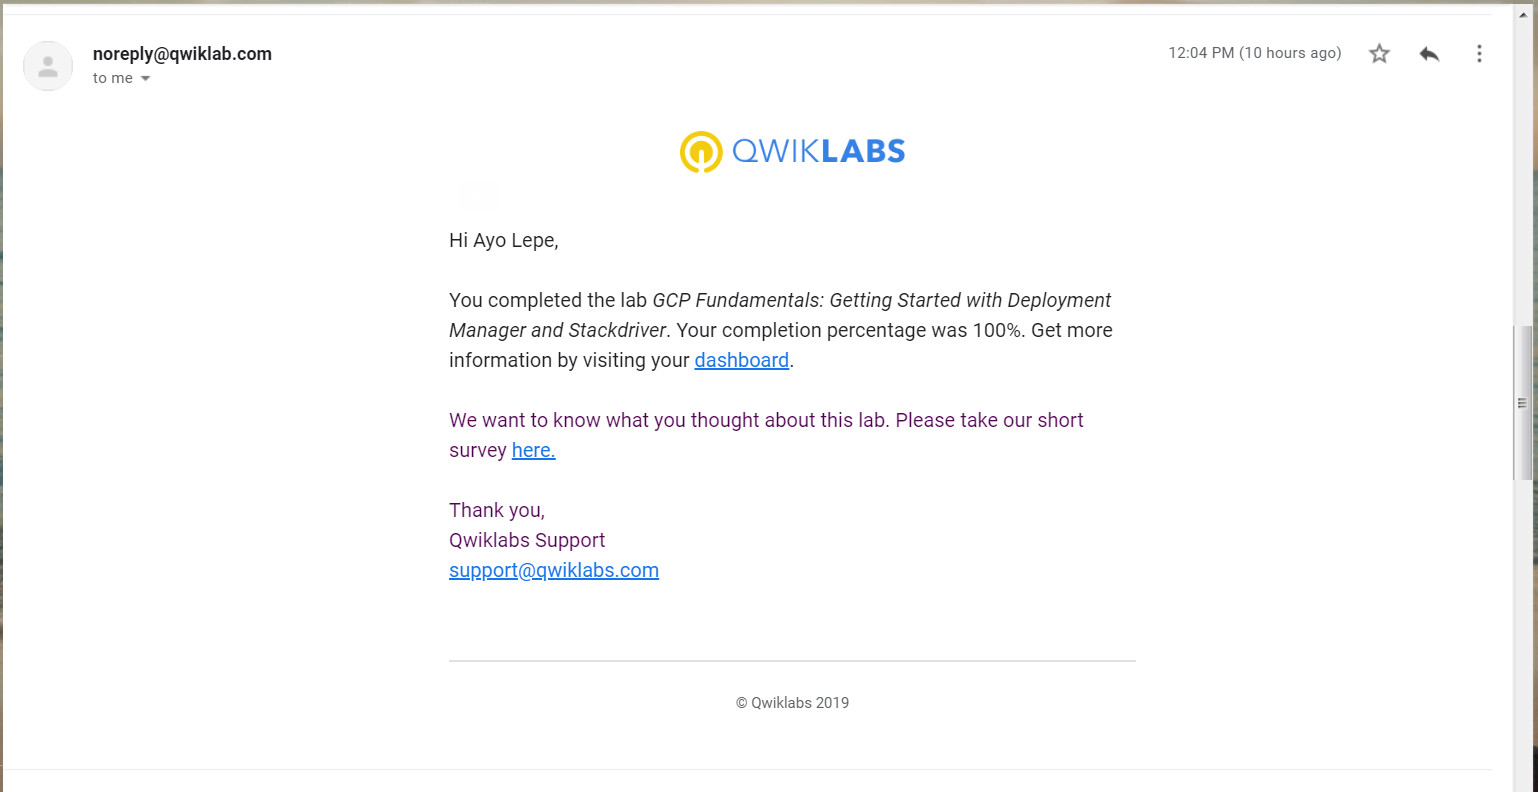 noreply@qwiklab.com
12:04 PM (10 hours ago)
to me
QWIKLABS
Hi Ayo Lepe,
You completed the lab GCP Fundamentals: Getting Started with Deployment
Manager and Stackdriver. Your completion percentage was 100%. Get more
information by visiting your dashboard.
We want to know what you thought about this lab. Please take our short
survey here.
Thank you,
Qwiklabs Support
support@qwiklabs.com
© Qwiklabs 2019